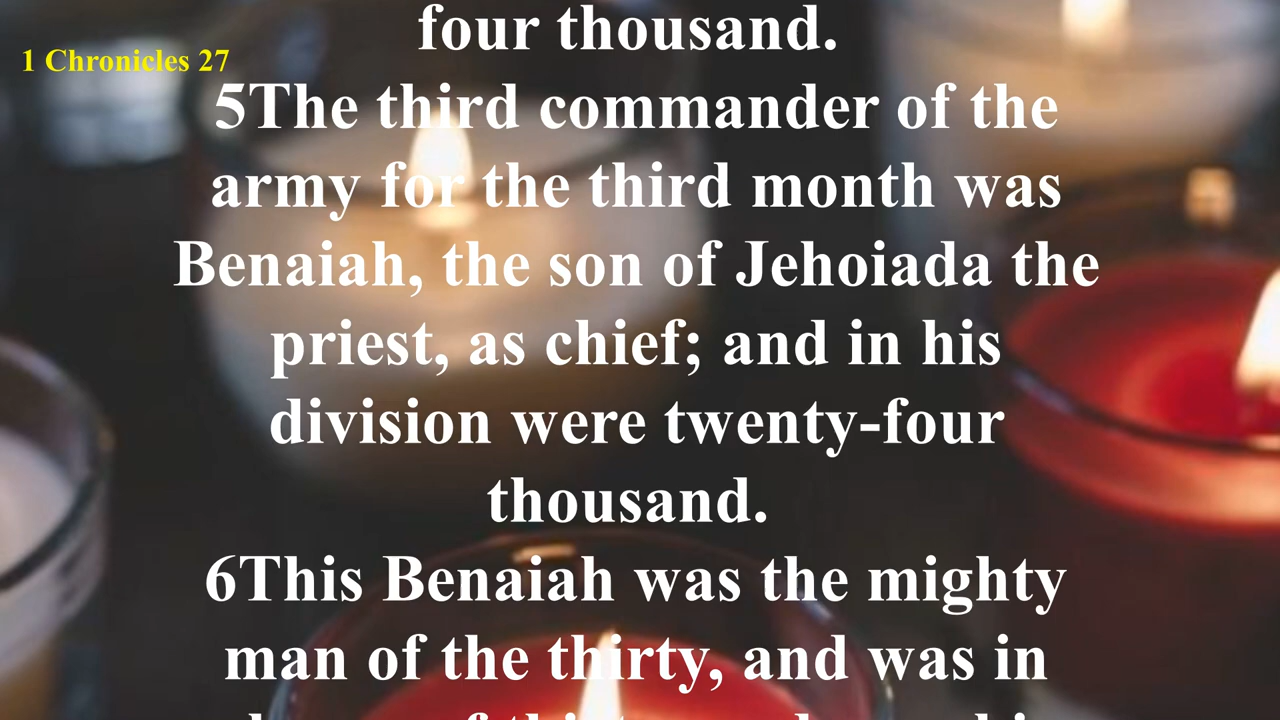 four thousand.
1 Chronicles 27
5The third commander of the
army for the third month was
Benaiah, the son of Jehoiada the
priest, as chief; and in his
division were twenty-four
thousand.
6This Benaiah was the mighty
man of the thirty, and was in